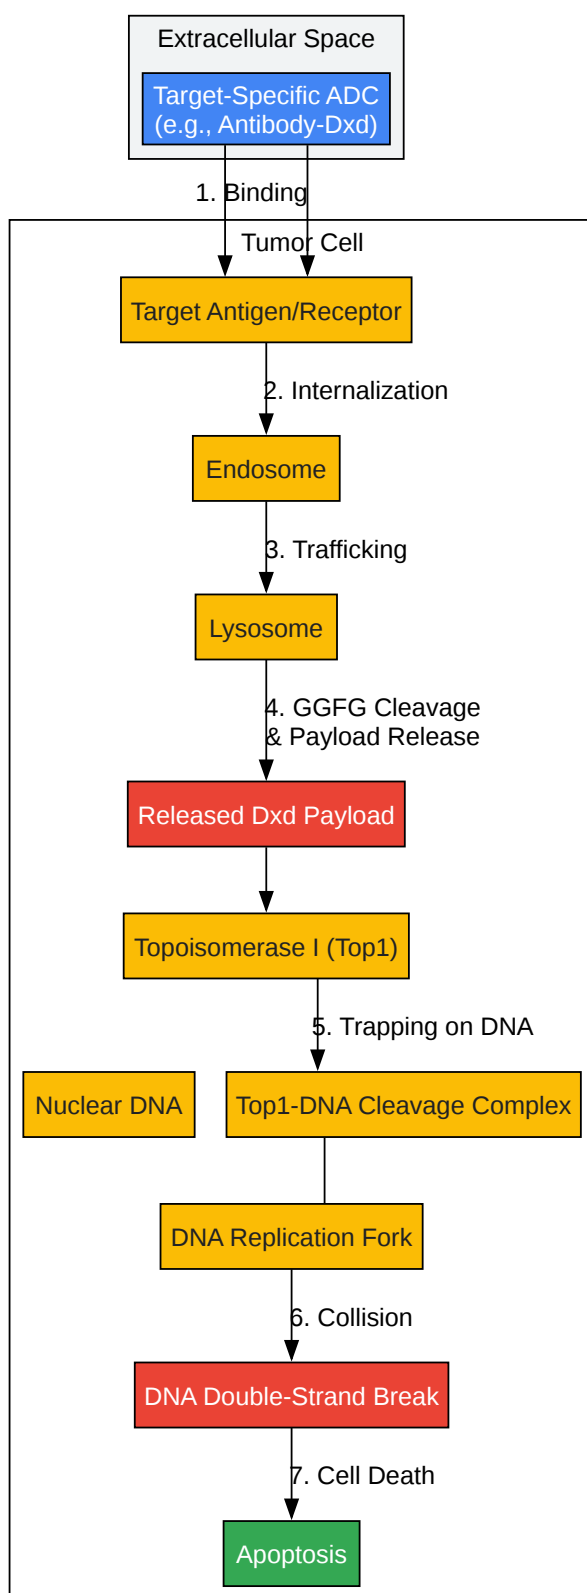 Extracellular Space
Target-Specific ADC
(e.g., Antibody-Dxd)
1. Binding
Tumor Cell
Target Antigen/Receptor
2. Internalization
Endosome
3. Trafficking
Lysosome
4. GGFG Cleavage
& Payload Release
Released Dxd Payload
Topoisomerase I (Top1)
5. Trapping on DNA
Nuclear DNA
Top1-DNA Cleavage Complex
DNA Replication Fork
6. Collision
DNA Double-Strand Break
7. Cell Death
Apoptosis